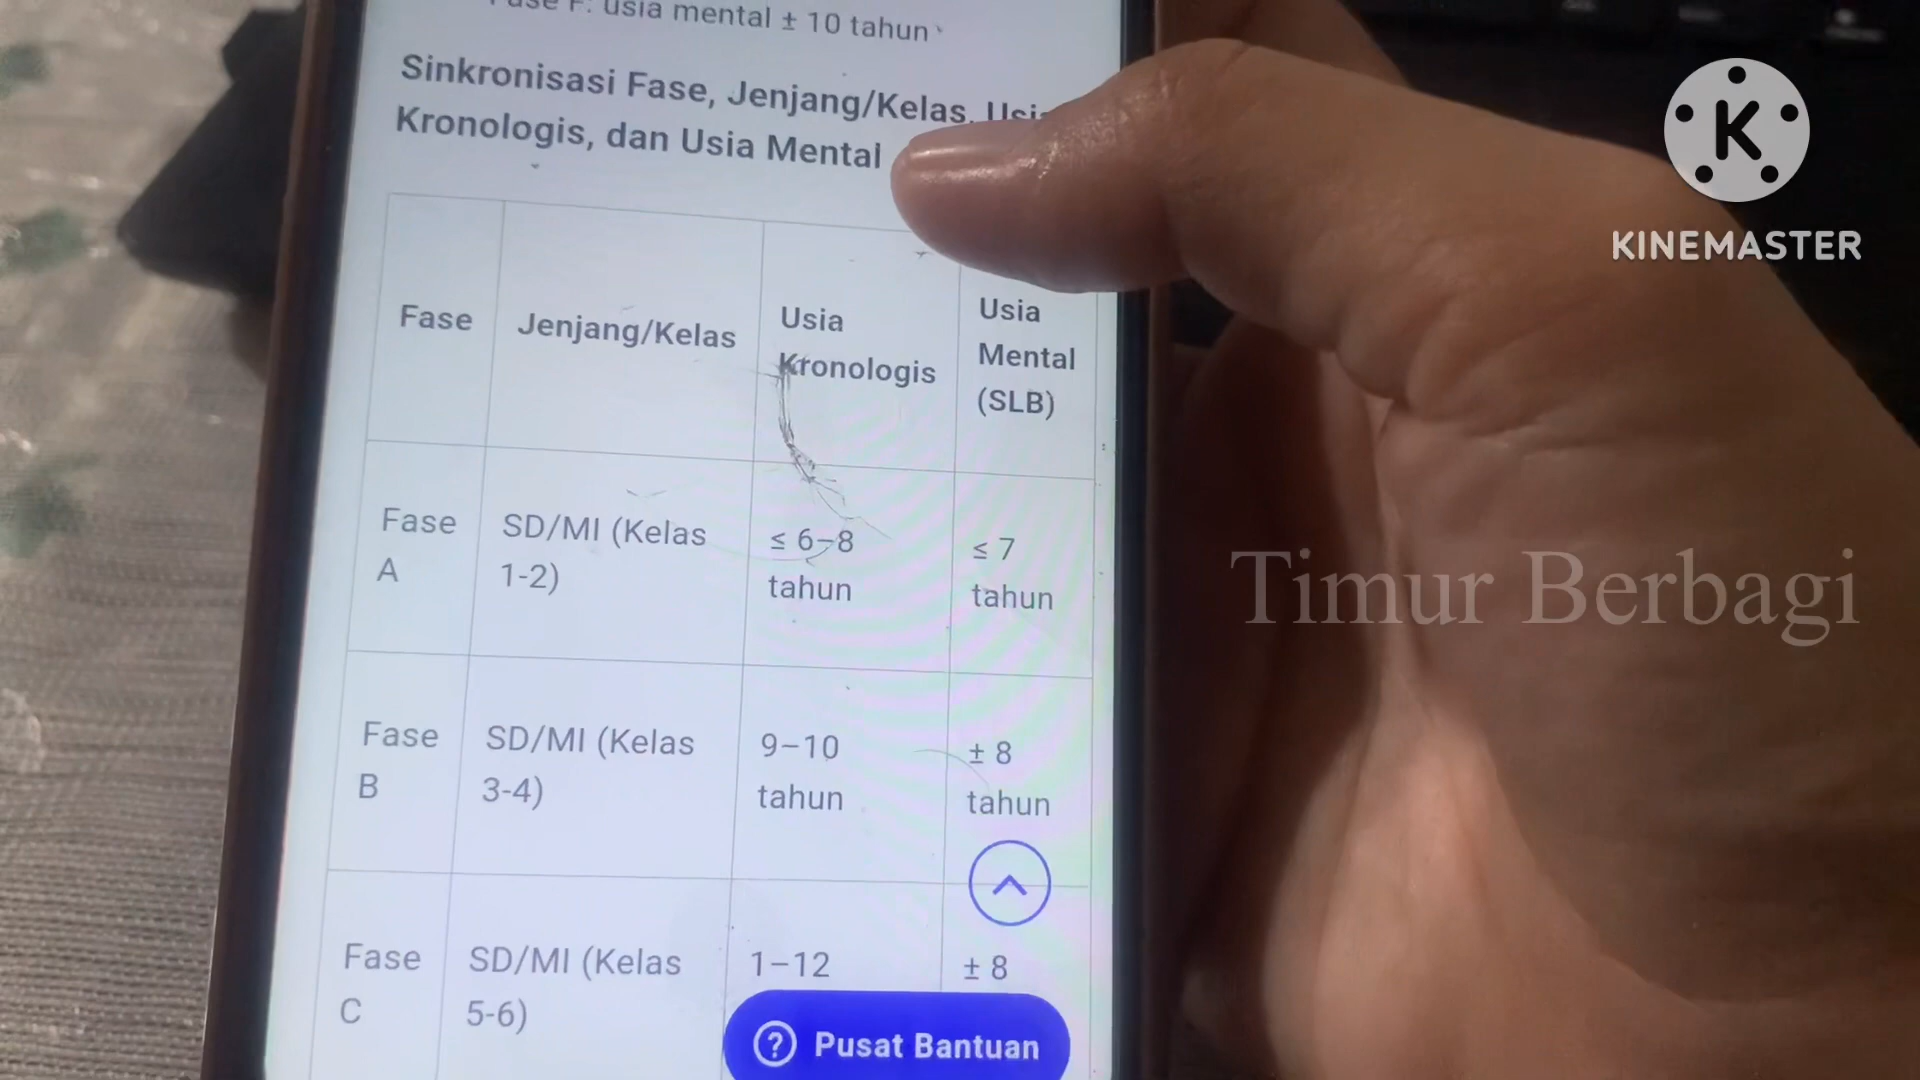 F: usia mental ± 10 tahun
Sinkronisasi Fase, Jenjang/Kelas,
Kronologis, dan Usia Mental
Fase
Jenjang/Kelas
Usia
Kronologis
Usia
Mental
(SLB)
Fase
A
SD/MI (Kelas
1-2)
≤ 6–8
tahun
≤ 7
tahun
Fase
B
SD/MI (Kelas
3-4)
9–10
tahun
± 8
tahun
Fase
C
SD/MI (Kelas
5-6)
1–12
± 8
Pusat Bantuan
K
KINEMASTER
Timur Berbagi